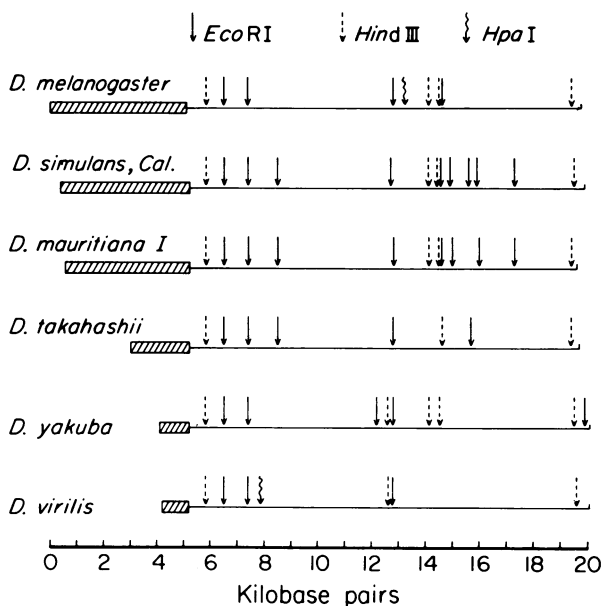 EcoRI HindIII HpaI
D. melanogaster
D. simulans, Cal.
D. mauritiana I
D. takahashii
D. yakuba
D. virilis
0 2 4 6 8 10 12 14 16 18 20
Kilobase pairs